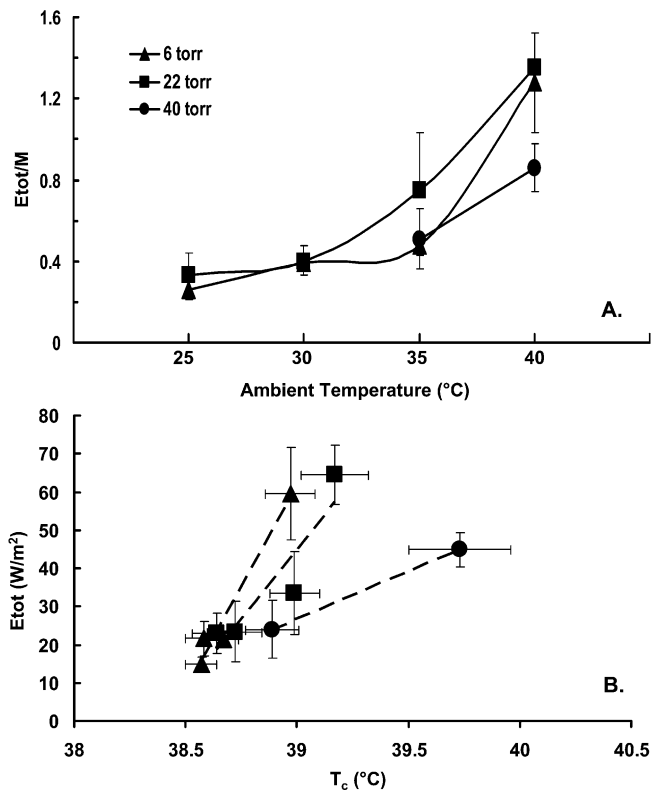 1.6
1.2
0.8
0.4
0
Etot/M
6 torr
22 torr
40 torr
A.
25 30 35 40
Ambient Temperature (°C)
80
70
60
50
40
30
20
10
0
Etot (W/m²)
B.
38 38.5 39 39.5 40 40.5
Tc (°C)